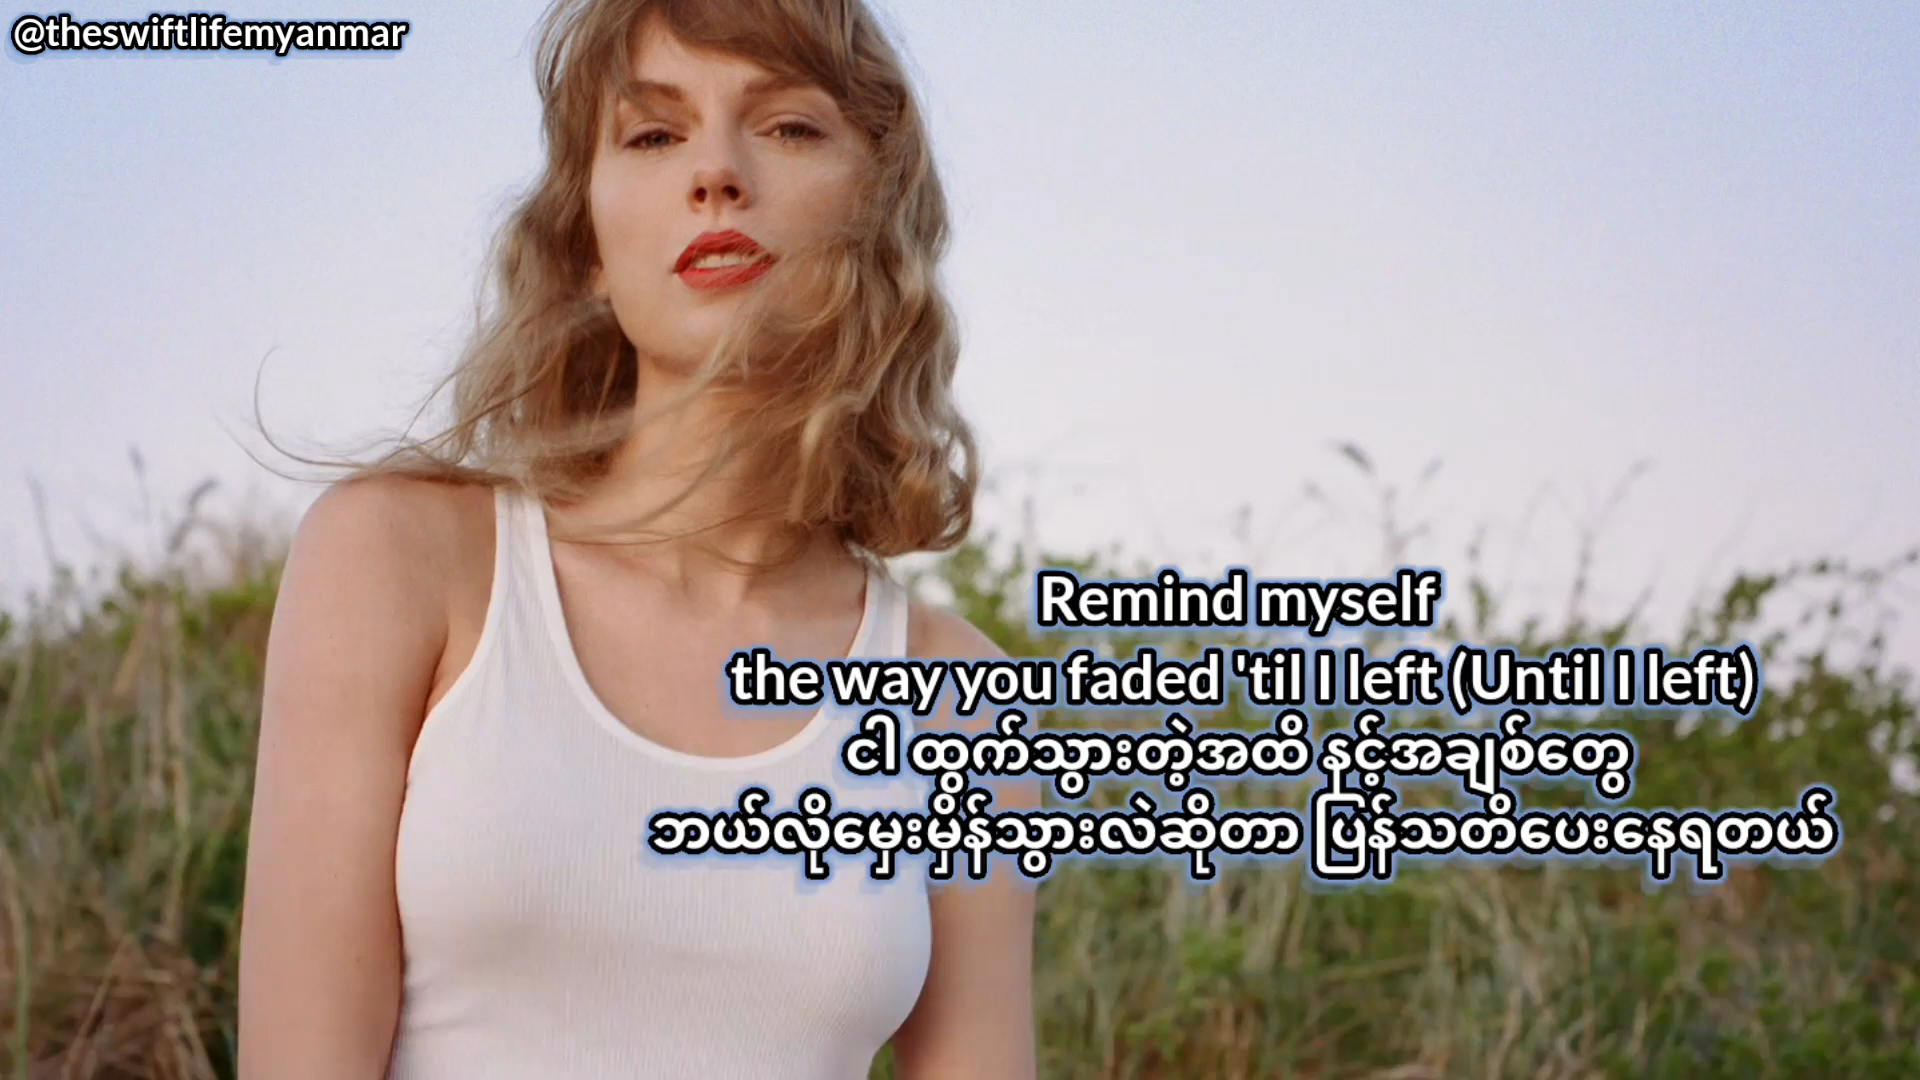 @theswiftlifemyanmar
Remind myself
the way you faded 'til I left (Until I left)
ငါ ထွက်သွားတဲ့အထိ နင့်အချစ်တွေ
ဘယ်လိုမှေးမှိန်သွားလဲဆိုတာ ပြန်သတိပေးနေရတယ်